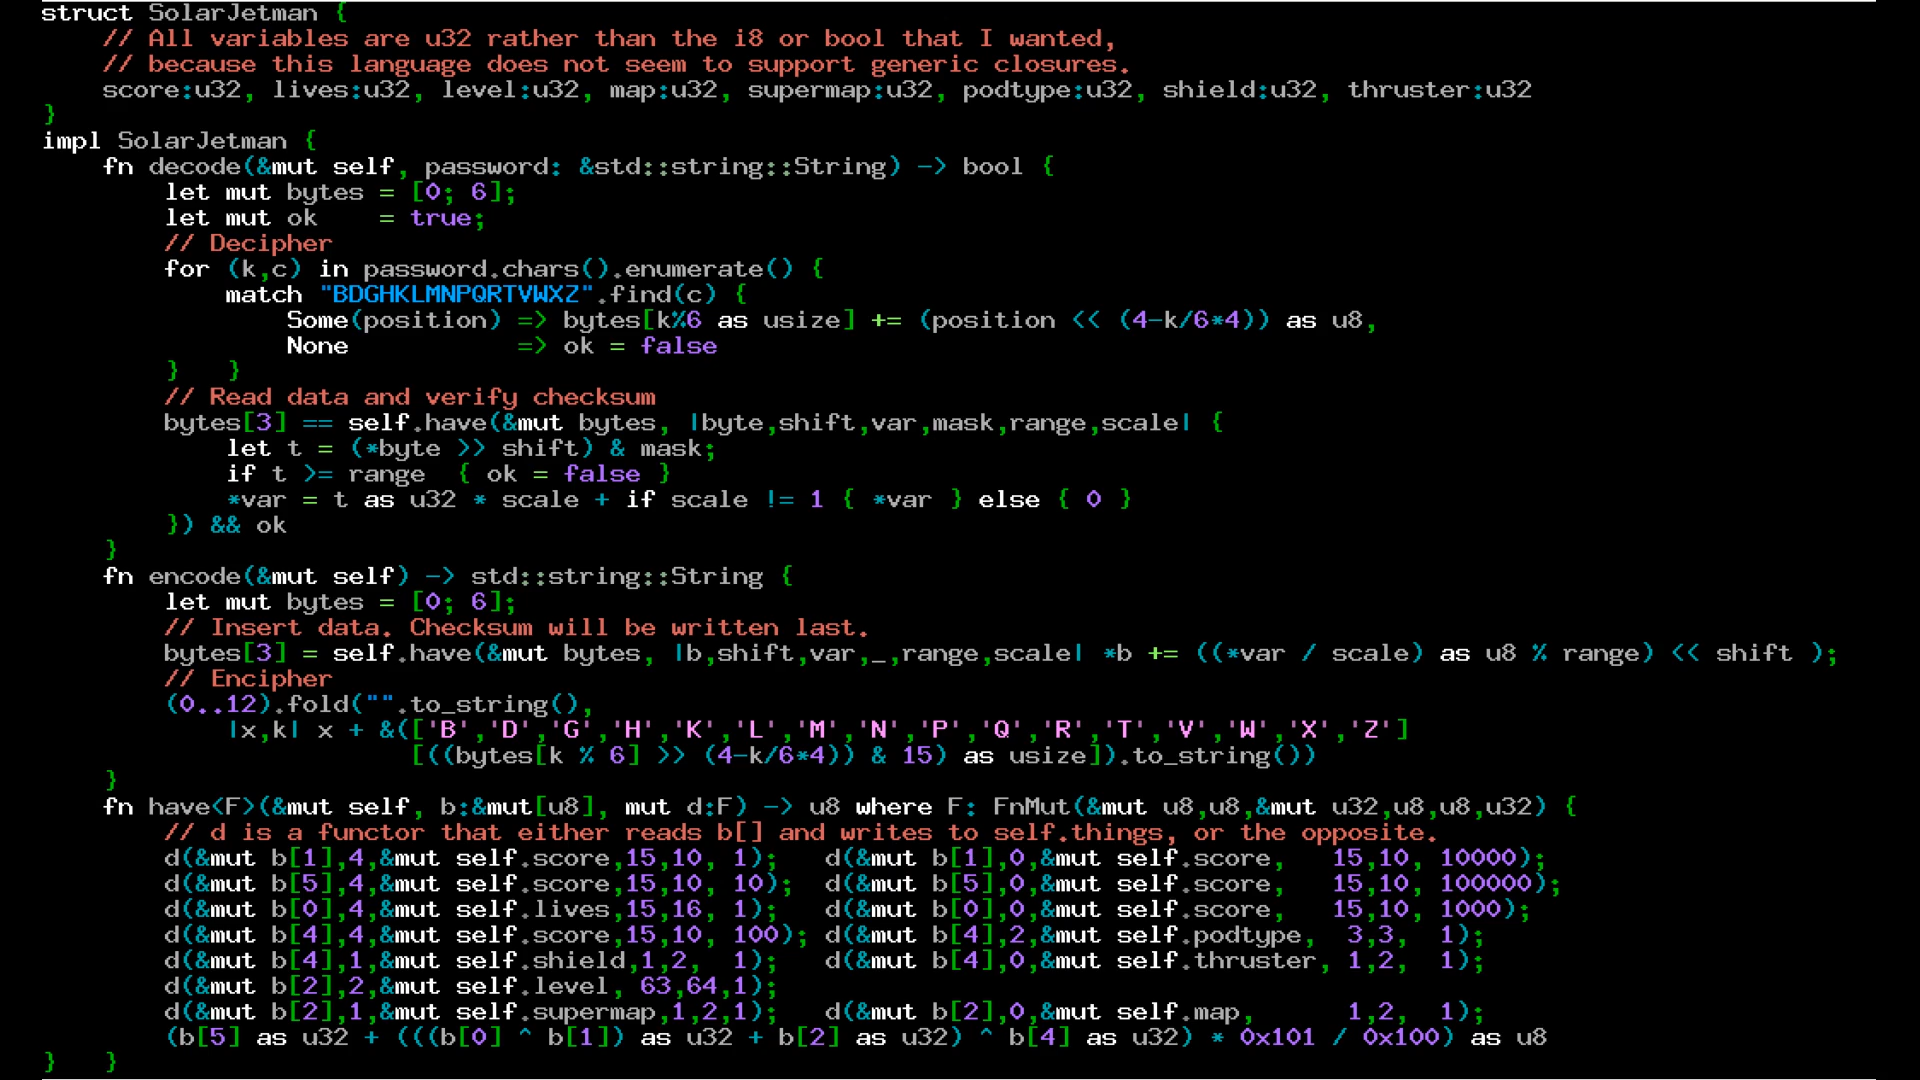 struct SolarJetman {
    // All variables are u32 rather than the i8 or bool that I wanted,
    // because this language does not seem to support generic closures.
    score:u32, lives:u32, level:u32, map:u32, supermap:u32, podtype:u32, shield:u32, thruster:u32
}
impl SolarJetman {
    fn decode(&mut self, password: &std::string::String) -> bool {
        let mut bytes = [0; 6];
        let mut ok    = true;
        // Decipher
        for (k,c) in password.chars().enumerate() {
            match "BDGHKLMNPQRTVWXZ".find(c) {
                Some(position) => bytes[k%6 as usize] += (position << (4-k/6*4)) as u8,
                None           => ok = false
        }   }
        // Read data and verify checksum
        bytes[3] == self.have(&mut bytes, |byte,shift,var,mask,range,scale| {
            let t = (*byte >> shift) & mask;
            if t >= range  { ok = false }
            *var = t as u32 * scale + if scale != 1 { *var } else { 0 }
        }) && ok
    }
    fn encode(&mut self) -> std::string::String {
        let mut bytes = [0; 6];
        // Insert data. Checksum will be written last.
        bytes[3] = self.have(&mut bytes, |b,shift,var,_,range,scale| *b += ((*var / scale) as u8 % range) << shift );
        // Encipher
        (0..12).fold("".to_string(),
            |x,k| x + &(['B','D','G','H','K','L','M','N','P','Q','R','T','V','W','X','Z']
                        [((bytes[k % 6] >> (4-k/6*4)) & 15) as usize]).to_string())
    }
    fn have<F>(&mut self, b:&mut[u8], mut d:F) -> u8 where F: FnMut(&mut u8,u8,&mut u32,u8,u8,u32) {
        // d is a functor that either reads b[] and writes to self.things, or the opposite.
        d(&mut b[1],4,&mut self.score,15,10, 1);   d(&mut b[1],0,&mut self.score,   15,10, 10000);
        d(&mut b[5],4,&mut self.score,15,10, 10);  d(&mut b[5],0,&mut self.score,   15,10, 100000);
        d(&mut b[0],4,&mut self.lives,15,16, 1);   d(&mut b[0],0,&mut self.score,   15,10, 1000);
        d(&mut b[4],4,&mut self.score,15,10, 100); d(&mut b[4],2,&mut self.podtype,  3,3,  1);
        d(&mut b[4],1,&mut self.shield,1,2,  1);   d(&mut b[4],0,&mut self.thruster, 1,2,  1);
        d(&mut b[2],2,&mut self.level, 63,64,1);
        d(&mut b[2],1,&mut self.supermap,1,2,1);   d(&mut b[2],0,&mut self.map,      1,2,  1);
        (b[5] as u32 + (((b[0] ^ b[1]) as u32 + b[2] as u32) ^ b[4] as u32) * 0x101 / 0x100) as u8
}   }